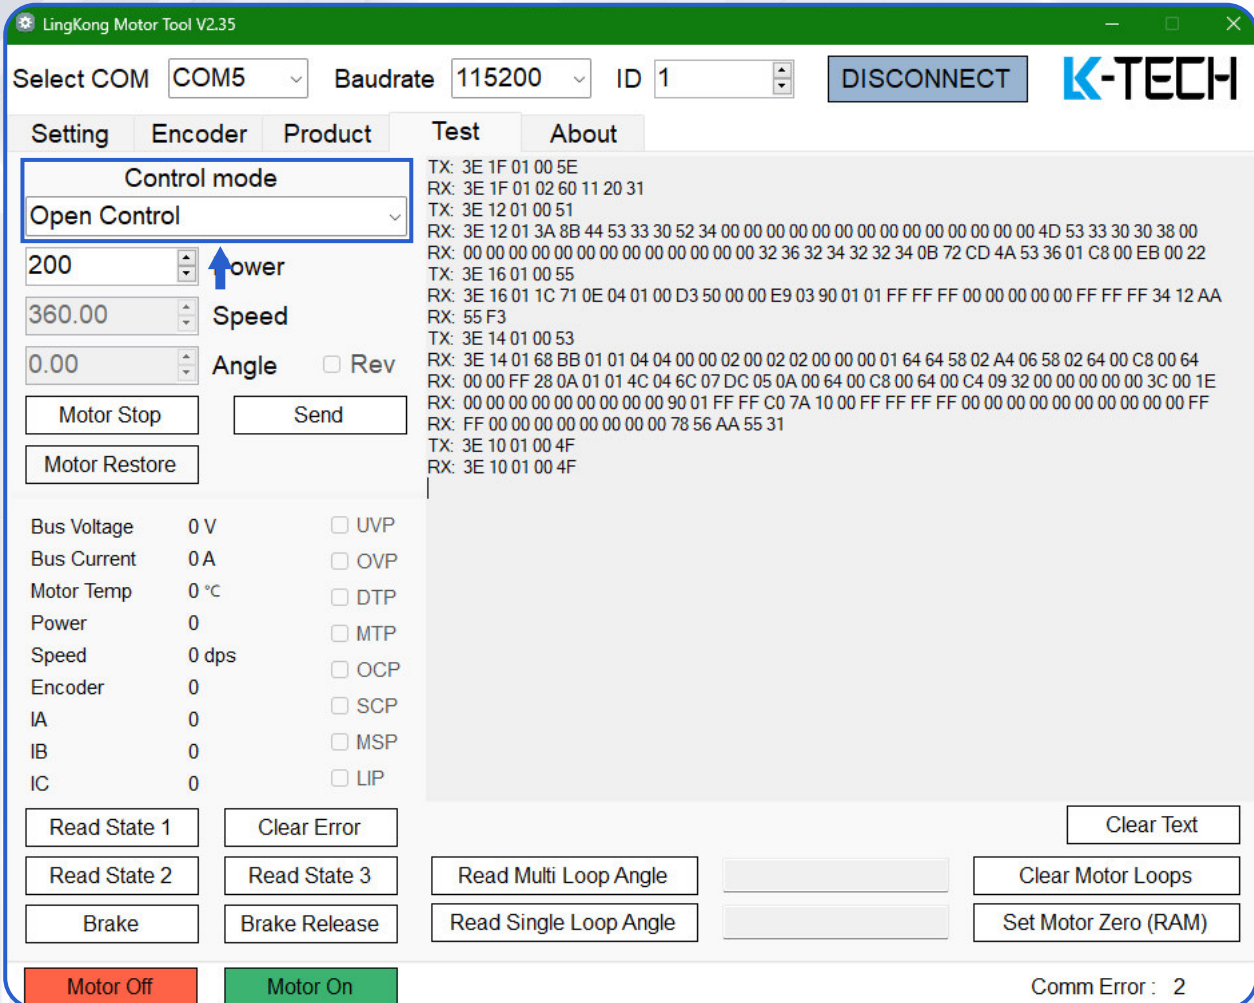 LingKong Motor Tool V2.35
Select COM COM5 Baudrate 115200 ID 1 DISCONNECT K-TECH
Setting Encoder Product Test About
Control mode
Open Control
200 Power
360.00 Speed
0.00 Angle Rev
Motor Stop Send
Motor Restore
TX: 3E 1F 01 00 5E
RX: 3E 1F 01 02 60 11 20 31
TX: 3E 12 01 00 51
RX: 3E 12 01 3A 8B 44 53 33 30 52 34 00 00 00 00 00 00 00 00 00 00 00 00 00 00 4D 53 33 30 30 38 00
RX: 00 00 00 00 00 00 00 00 00 00 00 00 00 32 36 32 34 32 32 34 0B 72 CD 4A 53 36 01 C8 00 EB 00 22
TX: 3E 16 01 00 55
RX: 3E 16 01 1C 71 0E 04 01 00 D3 50 00 00 E9 03 90 01 01 FF FF FF 00 00 00 00 00 FF FF FF 34 12 AA
RX: 55 F3
TX: 3E 14 01 00 53
RX: 3E 14 01 68 BB 01 01 04 04 00 00 02 00 02 02 00 00 00 01 64 64 58 02 A4 06 58 02 64 00 C8 00 64
RX: 00 00 FF 28 0A 01 01 4C 04 6C 07 DC 05 0A 00 64 00 C8 00 64 00 C4 09 32 00 00 00 00 00 3C 00 1E
RX: 00 00 00 00 00 00 00 00 00 90 01 FF FF C0 7A 10 00 FF FF FF FF 00 00 00 00 00 00 00 00 00 00 FF
RX: FF 00 00 00 00 00 00 00 00 78 56 AA 55 31
TX: 3E 10 01 00 4F
RX: 3E 10 01 00 4F
Bus Voltage 0 V UVP
Bus Current 0 A OVP
Motor Temp 0 °C DTP
Power 0 MTP
Speed 0 dps OCP
Encoder 0 SCP
IA 0 MSP
IB 0 LIP
IC 0
Read State 1 Clear Error Clear Text
Read State 2 Read State 3 Read Multi Loop Angle Clear Motor Loops
Brake Brake Release Read Single Loop Angle Set Motor Zero (RAM)
Motor Off Motor On Comm Error : 2